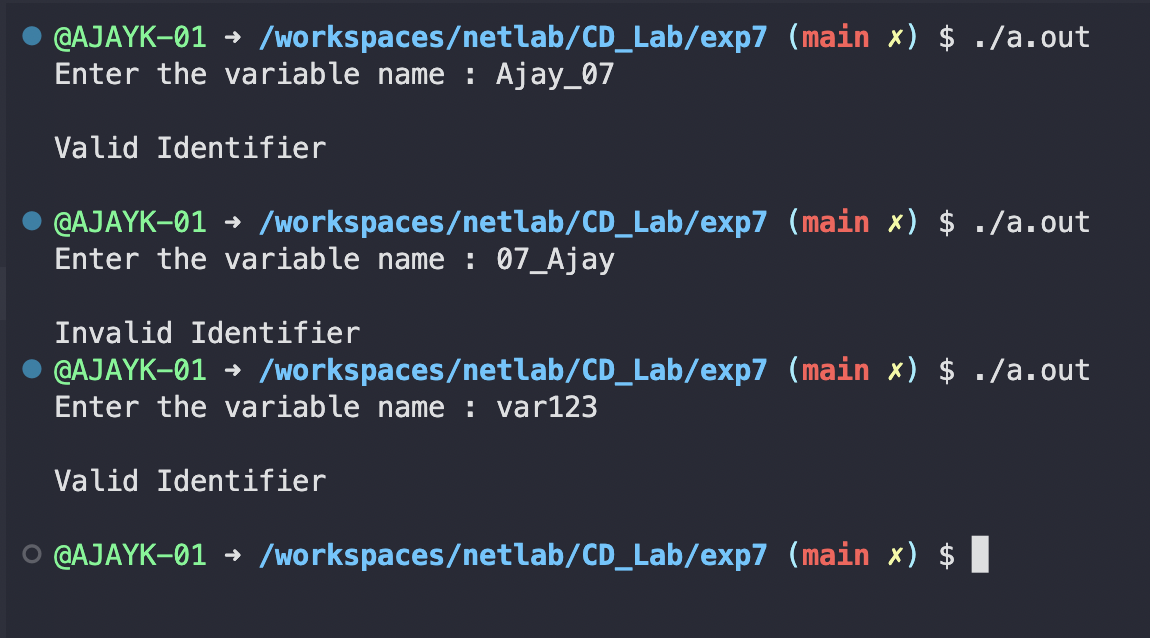 @AJAYK-01 ➜ /workspaces/netlab/CD_Lab/exp7 (main ✗) $ ./a.out
Enter the variable name : Ajay_07
Valid Identifier
@AJAYK-01 ➜ /workspaces/netlab/CD_Lab/exp7 (main ✗) $ ./a.out
Enter the variable name : 07_Ajay
Invalid Identifier
@AJAYK-01 ➜ /workspaces/netlab/CD_Lab/exp7 (main ✗) $ ./a.out
Enter the variable name : var123
Valid Identifier
@AJAYK-01 ➜ /workspaces/netlab/CD_Lab/exp7 (main ✗) $